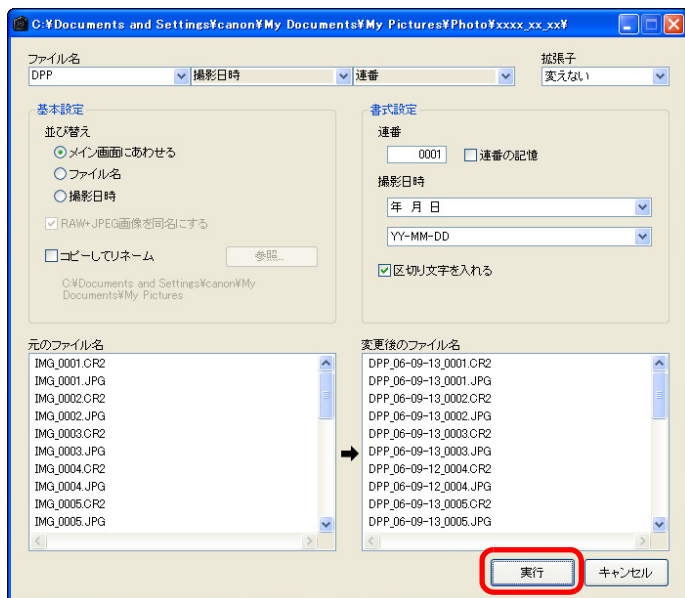 C:¥Documents and Settings¥canon¥My Documents¥My Pictures¥Photo¥xxxx_xx_xx¥
ファイル名
拡張子
DPP
撮影日時
連番
変えない
基本設定
並び替え
メイン画面にあわせる
ファイル名
撮影日時
RAW+JPEG画像を同名にする
コピーしてリネーム
参照...
C:¥Documents and Settings¥canon¥My
Documents¥My Pictures
書式設定
連番
0001
連番の記憶
撮影日時
年 月 日
YY-MM-DD
区切り文字を入れる
元のファイル名
IMG_0001.CR2
IMG_0001.JPG
IMG_0002.CR2
IMG_0002.JPG
IMG_0003.CR2
IMG_0003.JPG
IMG_0004.CR2
IMG_0004.JPG
IMG_0005.CR2
IMG_0005.JPG
変更後のファイル名
DPP_06-09-13_0001.CR2
DPP_06-09-13_0001.JPG
DPP_06-09-13_0002.CR2
DPP_06-09-13_0002.JPG
DPP_06-09-13_0003.CR2
DPP_06-09-13_0003.JPG
DPP_06-09-12_0004.CR2
DPP_06-09-12_0004.JPG
DPP_06-09-13_0005.CR2
DPP_06-09-13_0005.JPG
実行
キャンセル